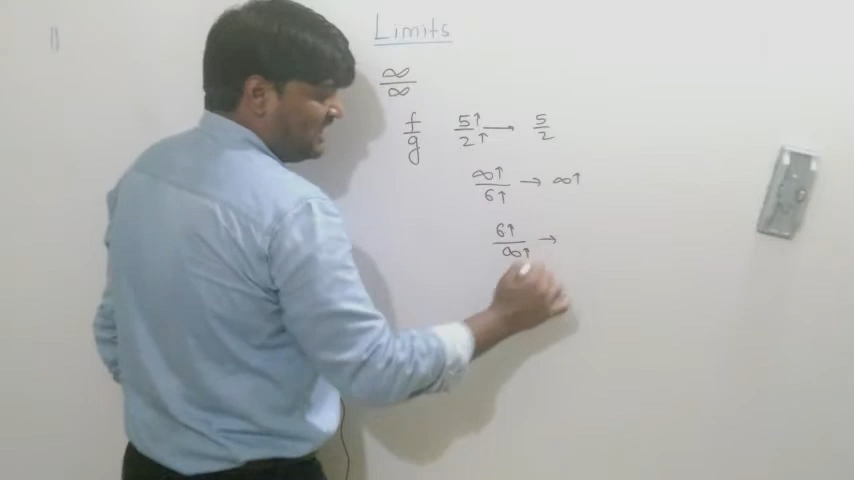 Limits
∞/∞
f/g 5↑/2↑ → 5/2
∞↑/6↑ → ∞↑
6↑/∞↑ →